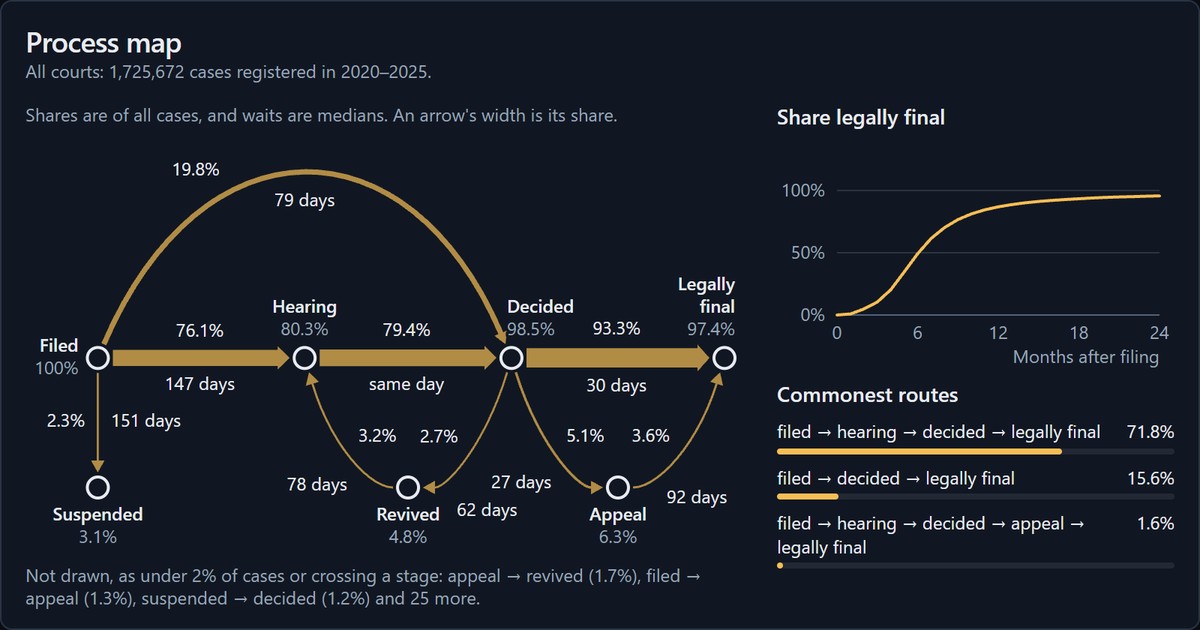 Process map
All courts: 1,725,672 cases registered in 2020–2025.
Shares are of all cases, and waits are medians. An arrow's width is its share.
19.8%
79 days
Filed
100%
76.1%
147 days
Hearing
80.3%
79.4%
same day
Decided
98.5%
93.3%
30 days
Legally
final
97.4%
2.3%
151 days
3.2%
2.7%
5.1%
3.6%
78 days
62 days
27 days
92 days
Suspended
3.1%
Revived
4.8%
Appeal
6.3%
Not drawn, as under 2% of cases or crossing a stage: appeal → revived (1.7%), filed →
appeal (1.3%), suspended → decided (1.2%) and 25 more.
Share legally final
100%
50%
0%
0 6 12 18 24
Months after filing
Commonest routes
filed → hearing → decided → legally final 71.8%
filed → decided → legally final 15.6%
filed → hearing → decided → appeal → 1.6%
legally final